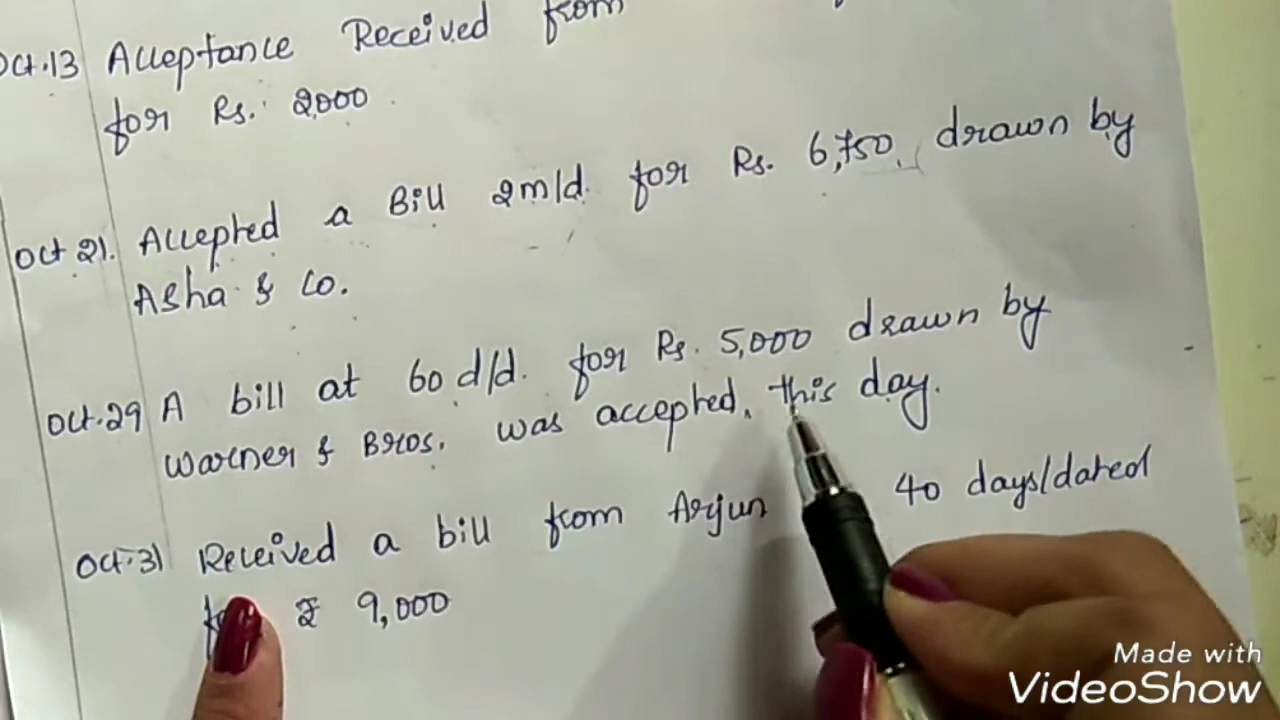 Oct.13 Acceptance Received from
for Rs. 2,000
Oct 21. Accepted a Bill 2m/d. for Rs. 6,750 drawn by
Asha & Co.
Oct.29 A bill at 60 d/d. for Rs. 5,000 drawn by
Warner & Bros. was accepted, this day.
Oct.31 Received a bill from Arjun 40 days/dated
₹ 9,000
Made with
VideoShow